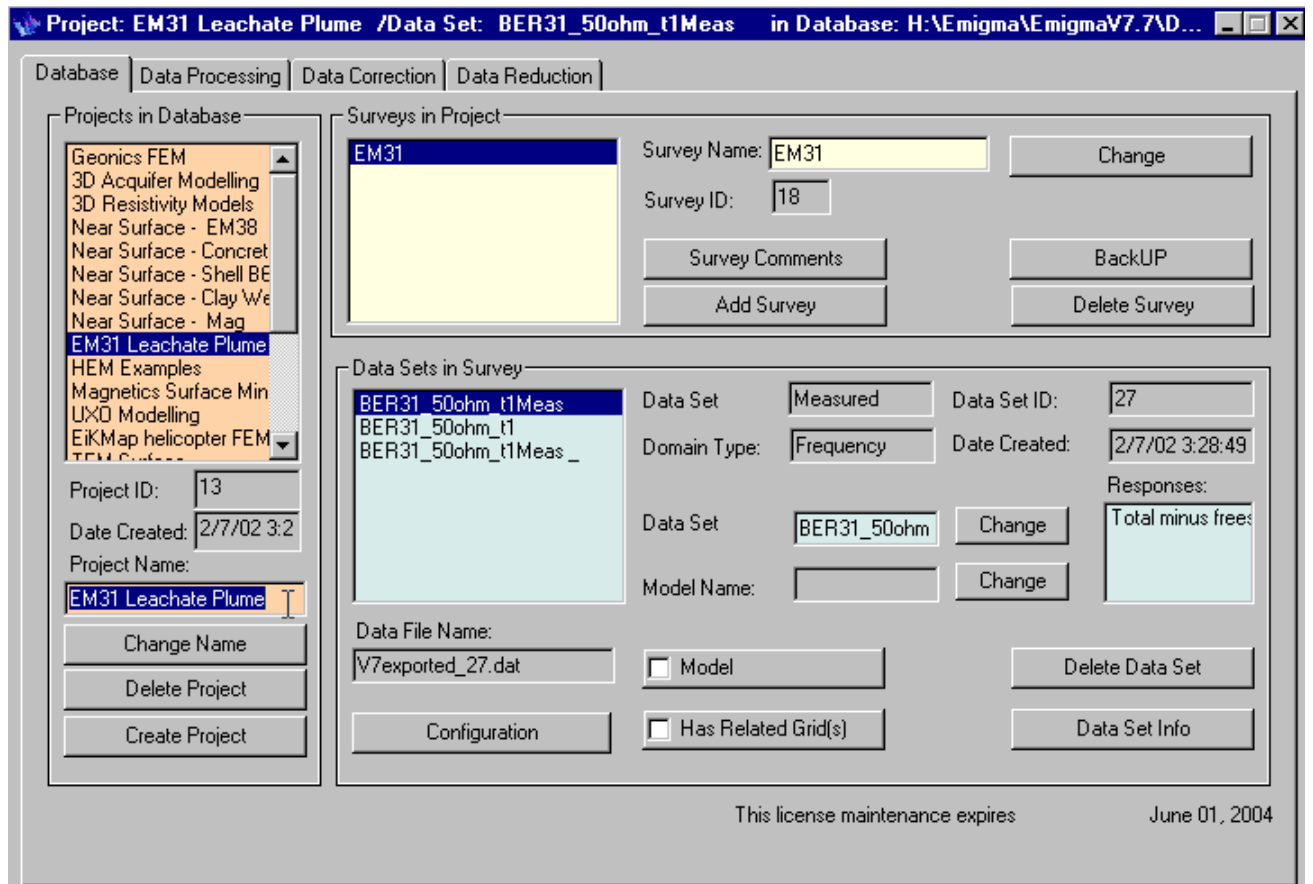 Project: EM31 Leachate Plume /Data Set: BER31_50ohm_t1Meas in Database: H:\Emigma\EmigmaV7.7\D...
Database
Data Processing
Data Correction
Data Reduction
Projects in Database
Geonics FEM
3D Acquifer Modelling
3D Resistivity Models
Near Surface - EM38
Near Surface - Concret
Near Surface - Shell BE
Near Surface - Clay We
Near Surface - Mag
EM31 Leachate Plume
HEM Examples
Magnetics Surface Min
UXO Modelling
EiKMap helicopter FEM
Project ID: 13
Date Created: 2/7/02 3:2
Project Name:
EM31 Leachate Plume
Change Name
Delete Project
Create Project
Surveys in Project
EM31
Survey Name: EM31
Change
Survey ID: 18
Survey Comments
BackUP
Add Survey
Delete Survey
Data Sets in Survey
BER31_50ohm_t1Meas
BER31_50ohm_t1
BER31_50ohm_t1Meas _
Data Set Measured
Data Set ID: 27
Domain Type: Frequency
Date Created: 2/7/02 3:28:49
Responses:
Total minus frees
Data Set BER31_50ohm
Change
Model Name:
Change
Data File Name:
V7exported_27.dat
Model
Delete Data Set
Configuration
Has Related Grid(s)
Data Set Info
This license maintenance expires June 01, 2004